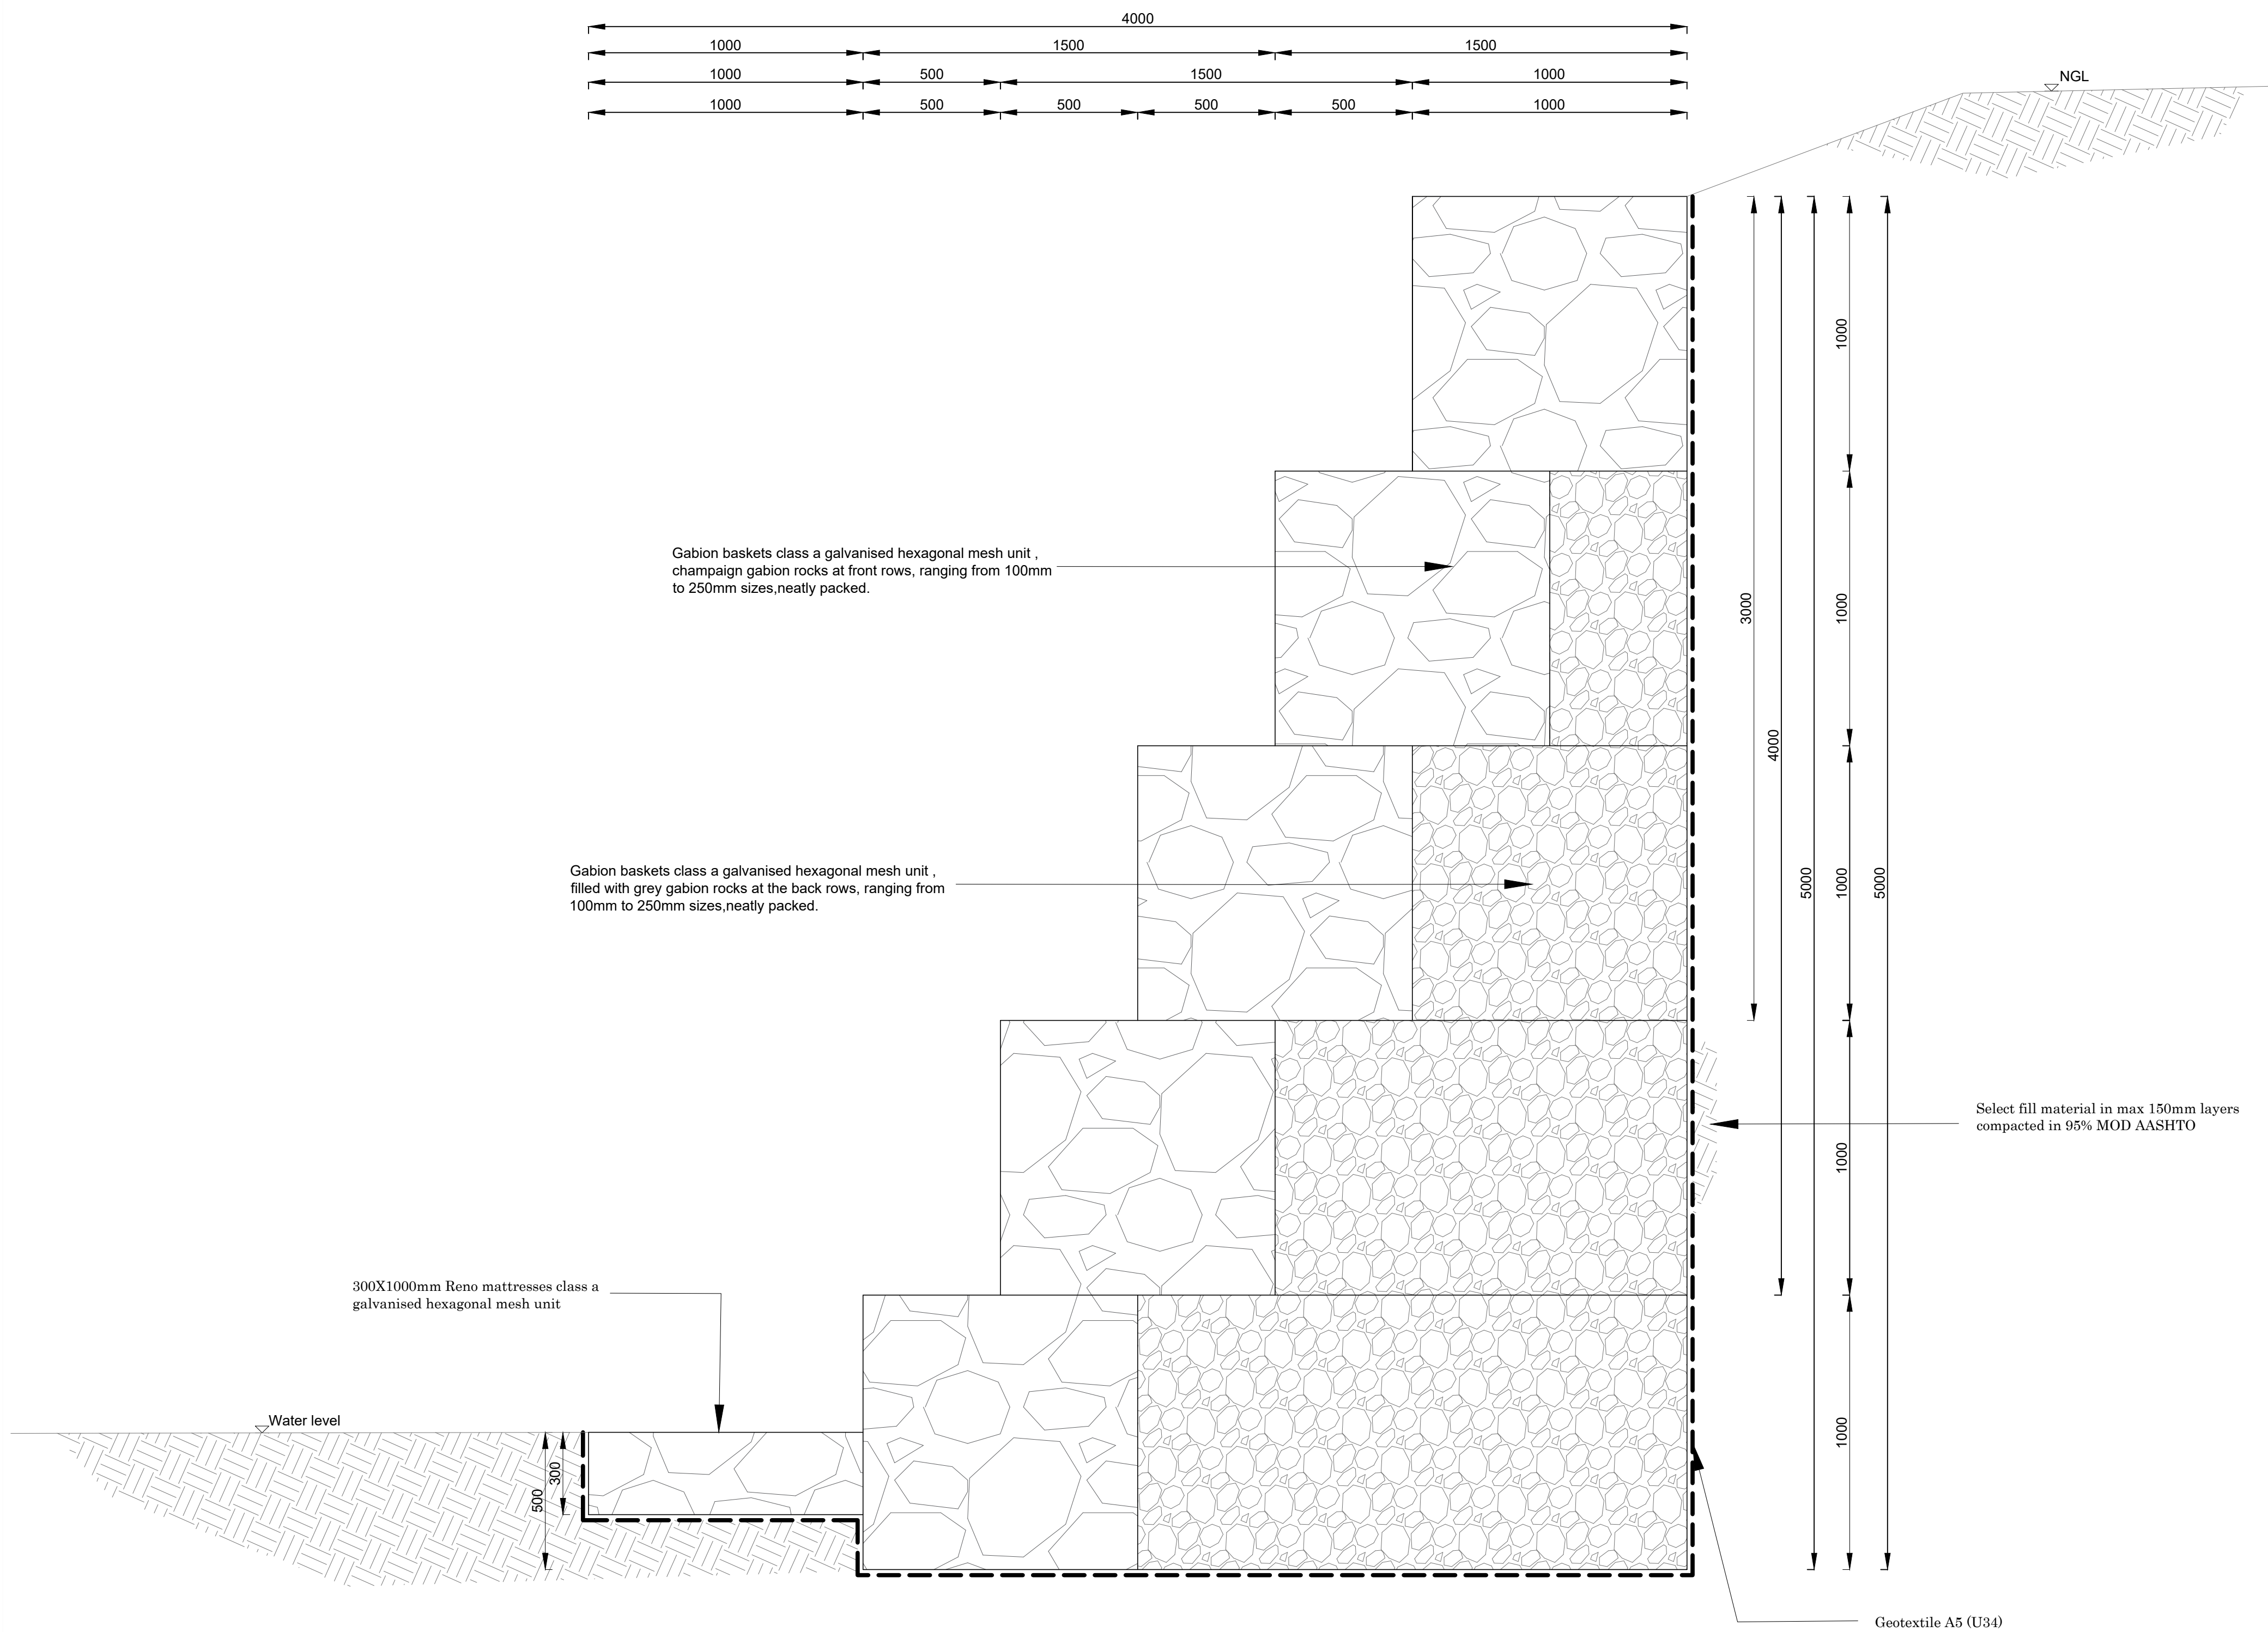 4000
1000 1500 1500
1000 500 1500 1000
1000 500 500 500 500 1000
NGL
1000
Gabion baskets class a galvanised hexagonal mesh unit ,
champaign gabion rocks at front rows, ranging from 100mm
to 250mm sizes,neatly packed.
3000
1000
4000
Gabion baskets class a galvanised hexagonal mesh unit ,
filled with grey gabion rocks at the back rows, ranging from
100mm to 250mm sizes,neatly packed.
5000
1000
5000
Select fill material in max 150mm layers
compacted in 95% MOD AASHTO
1000
300X1000mm Reno mattresses class a
galvanised hexagonal mesh unit
Water level
1000
300
500
Geotextile A5 (U34)